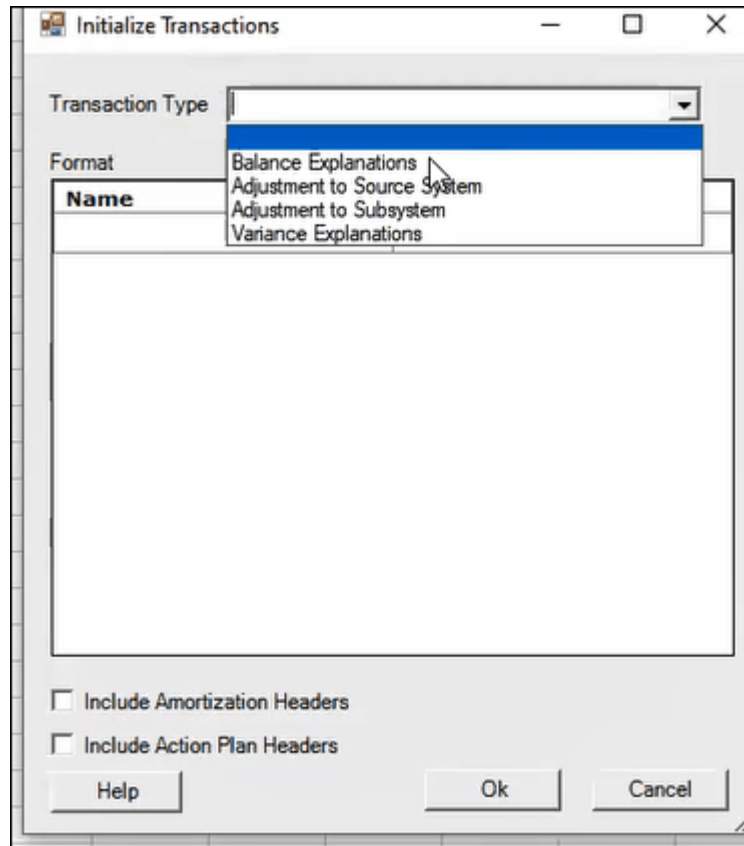 Initialize Transactions
Transaction Type
Balance Explanations
Format
Adjustment to Source System
Name
Adjustment to Subsystem
Variance Explanations
Include Amortization Headers
Include Action Plan Headers
Help Ok Cancel